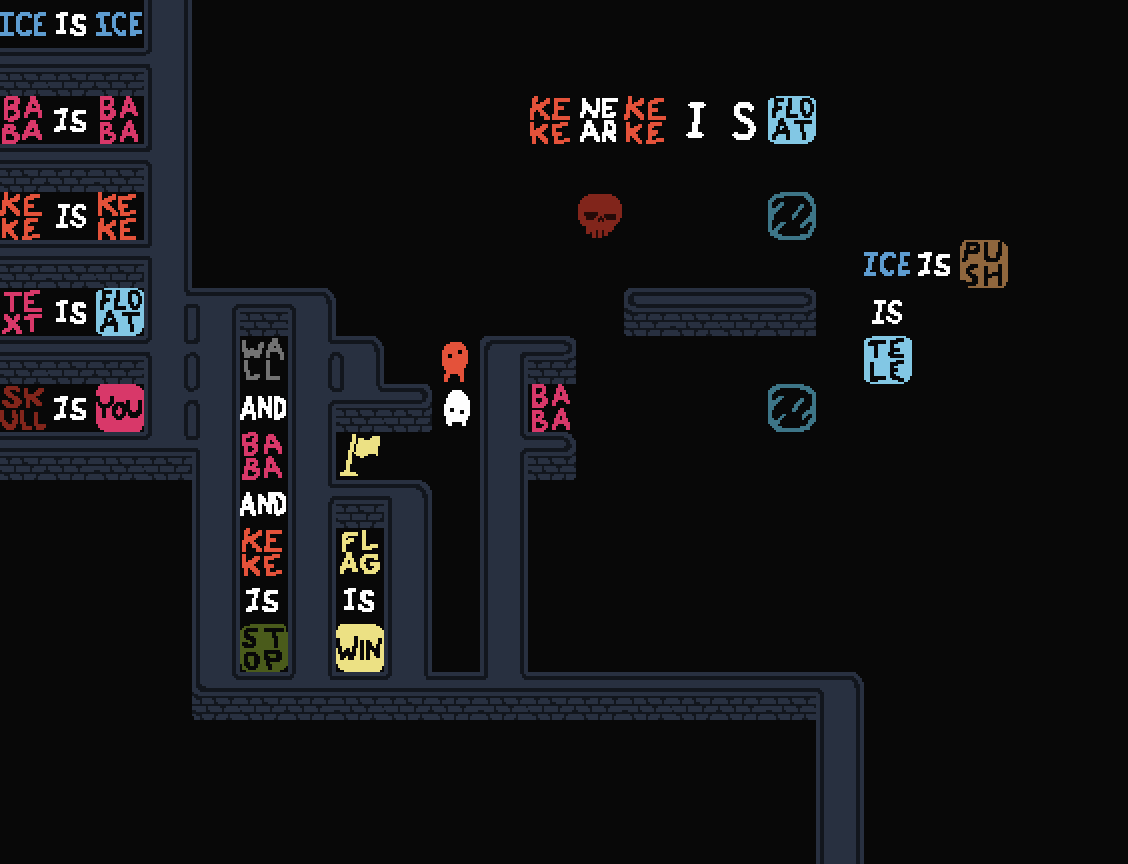 ICE IS ICE
BABA IS BABA
KEKE NEAR KEKE I S FLOAT
KEKE IS KEKE
ICE IS PUSH
TEXT IS FLOAT
IS
TELE
SKULL IS YOU
WALL
AND
BABA
AND
KEKE
IS
STOP
BABA
FLAG
IS
WIN